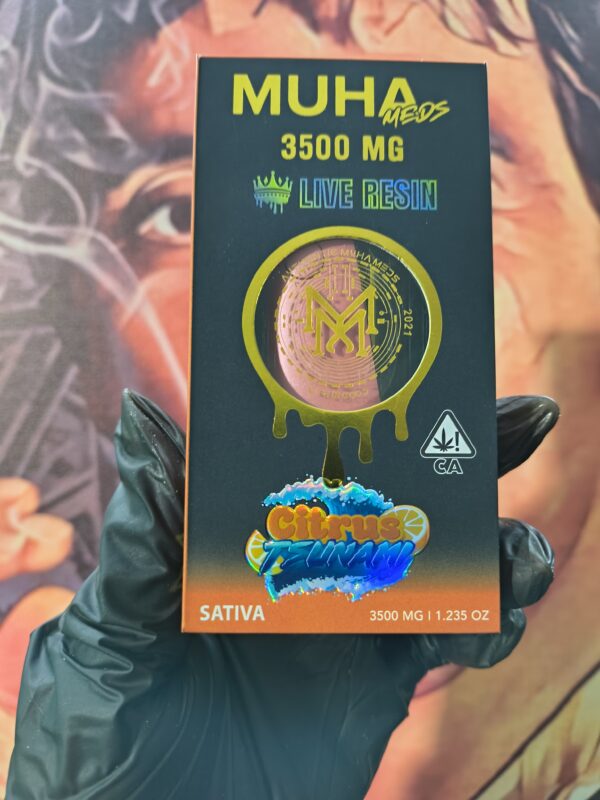 MUHA
MEDS
3500 MG
LIVE RESIN
MUHA MEDS
2021
CA
Citrus
TSUNAMI
SATIVA
3500 MG | 1.235 OZ